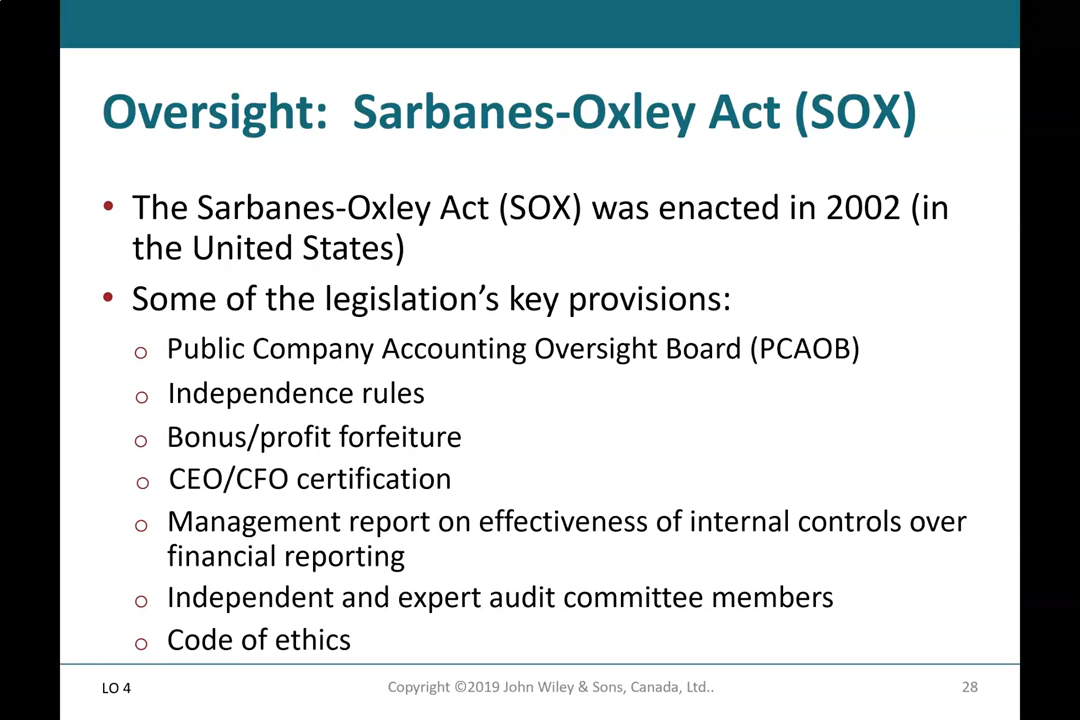 Oversight: Sarbanes-Oxley Act (SOX)
• The Sarbanes-Oxley Act (SOX) was enacted in 2002 (in
the United States)
• Some of the legislation’s key provisions:
o Public Company Accounting Oversight Board (PCAOB)
o Independence rules
o Bonus/profit forfeiture
o CEO/CFO certification
o Management report on effectiveness of internal controls over
financial reporting
o Independent and expert audit committee members
o Code of ethics
LO 4 Copyright ©2019 John Wiley & Sons, Canada, Ltd.. 28